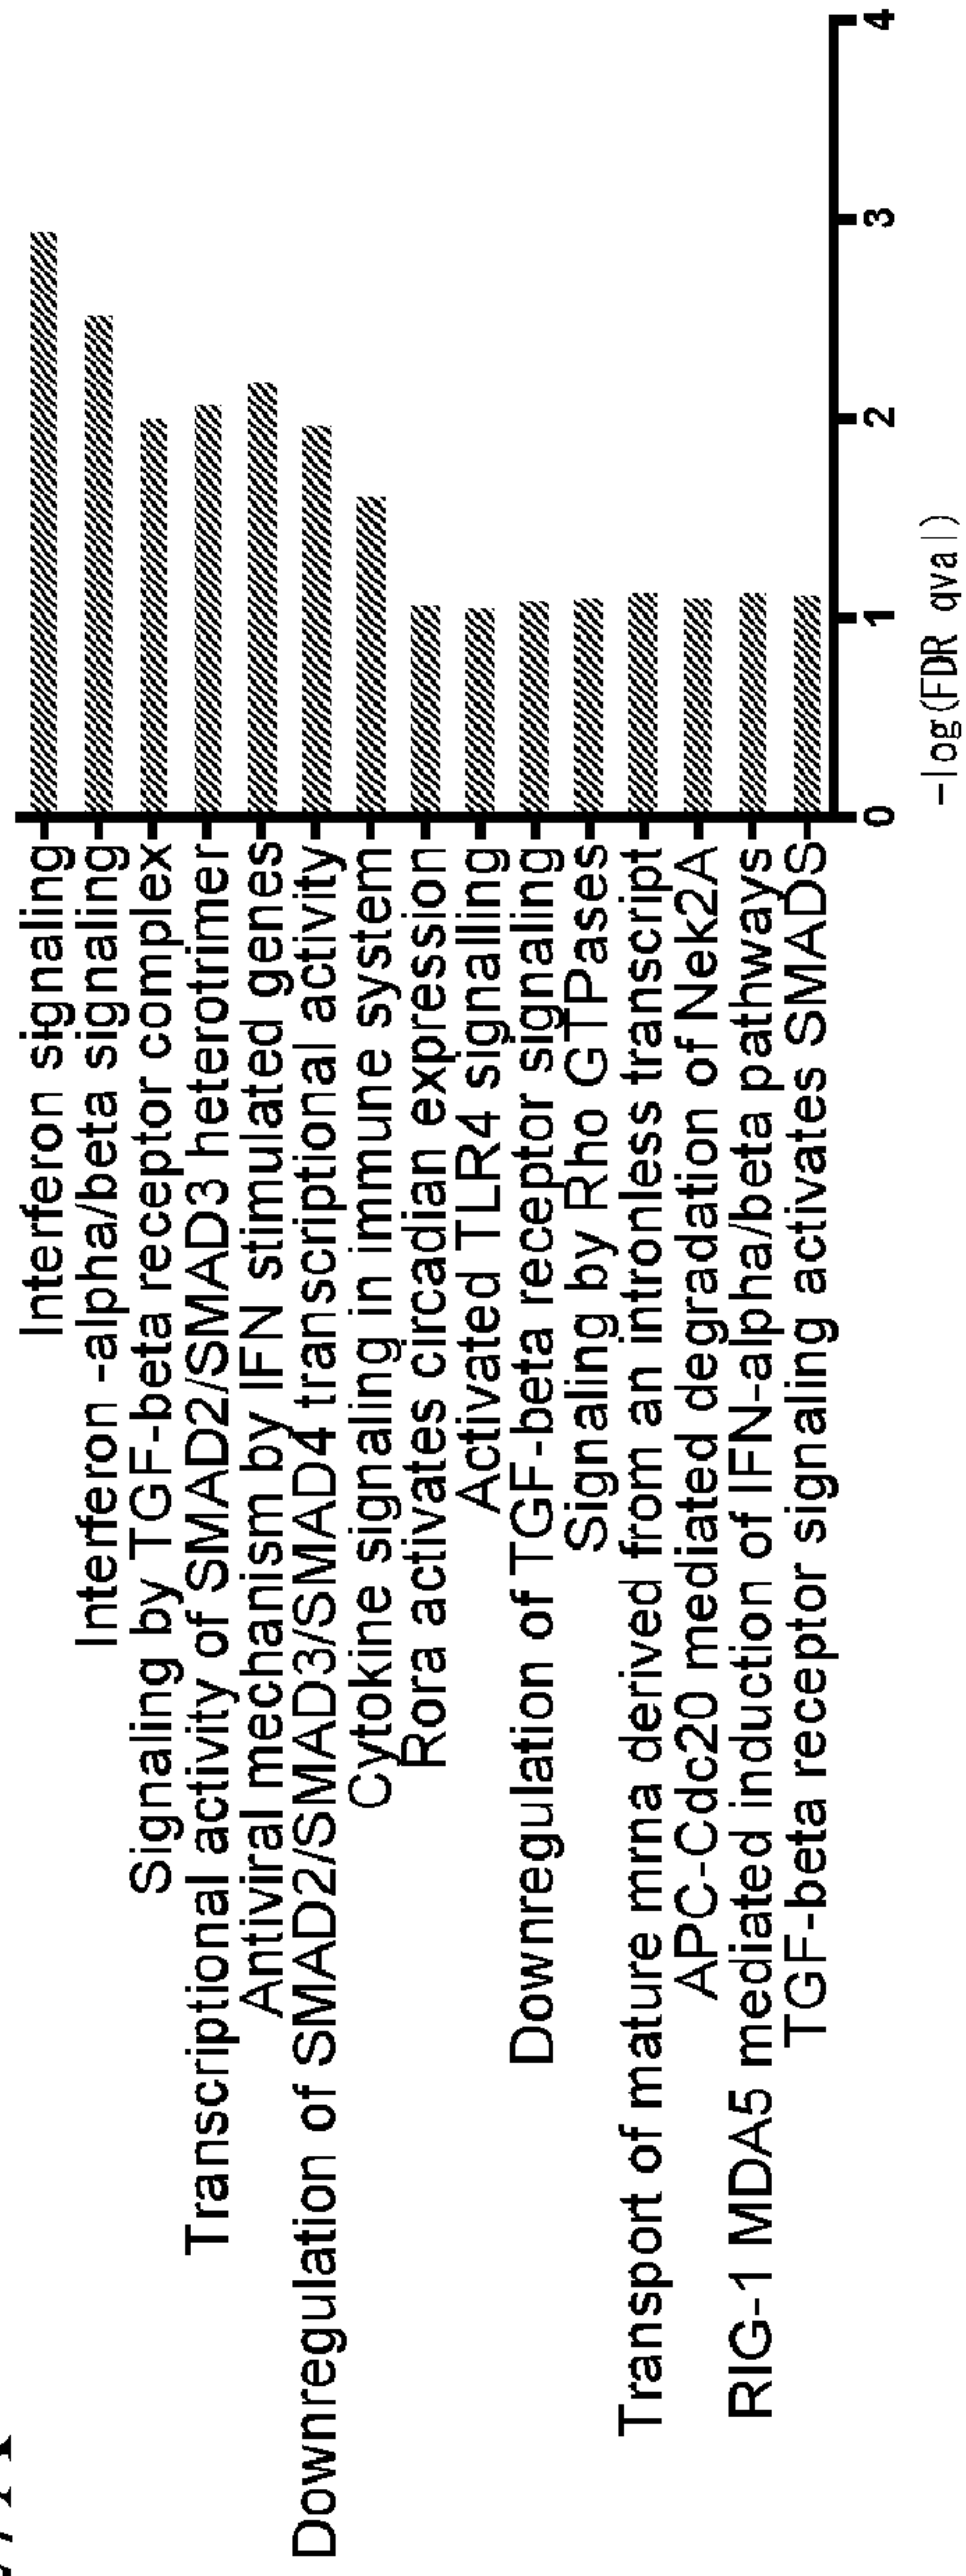 Interferon signaling
Interferon -alpha/beta signaling
Signaling by TGF-beta receptor complex
Transcriptional activity of SMAD2/SMAD3 heterotrimer
Antiviral mechanism by IFN stimulated genes
Downregulation of SMAD2/SMAD3/SMAD4 transcriptional activity
Cytokine signaling in immune system
Rora activates circadian expression
Activated TLR4 signalling
Downregulation of TGF-beta receptor signaling
Signaling by Rho GTPases
Transport of mature mrna derived from an intronless transcript
APC-Cdc20 mediated degradation of Nek2A
RIG-1 MDA5 mediated induction of IFN-alpha/beta pathways
TGF-beta receptor signaling activates SMADS
0 1 2 3 4
-log(FDR qval)